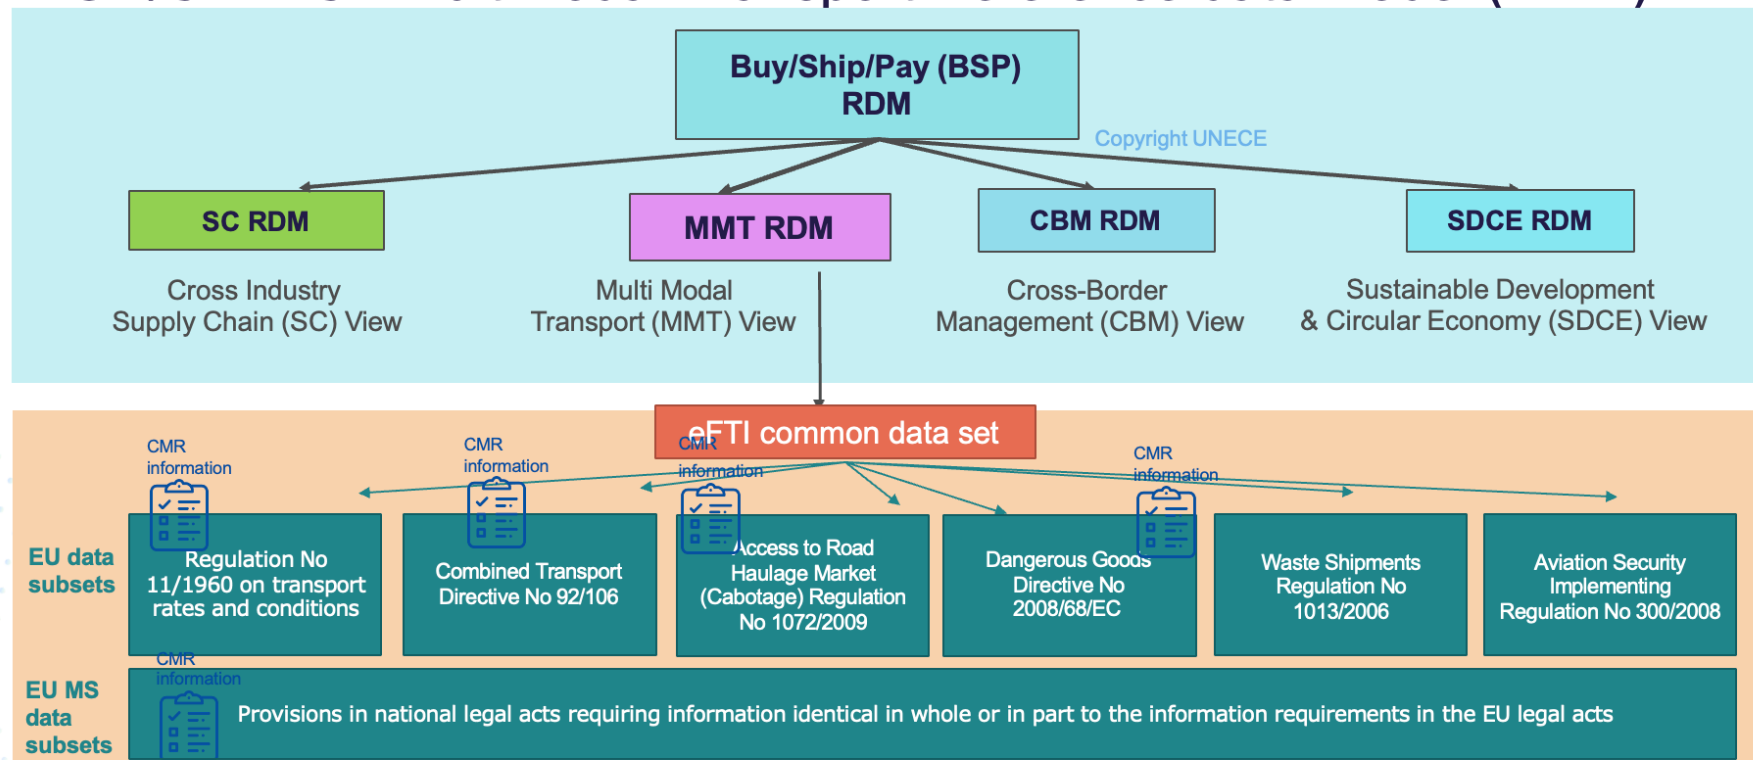 Buy/Ship/Pay (BSP)
RDM
Copyright UNECE
SC RDM
MMT RDM
CBM RDM
SDCE RDM
Cross Industry
Supply Chain (SC) View
Multi Modal
Transport (MMT) View
Cross-Border
Management (CBM) View
Sustainable Development
& Circular Economy (SDCE) View
eFTI common data set
CMR
information
CMR
information
CMR
information
CMR
information
EU data
subsets
Regulation No
11/1960 on transport
rates and conditions
Combined Transport
Directive No 92/106
Access to Road
Haulage Market
(Cabotage) Regulation
No 1072/2009
Dangerous Goods
Directive No
2008/68/EC
Waste Shipments
Regulation No
1013/2006
Aviation Security
Implementing
Regulation No 300/2008
CMR
information
EU MS
data
subsets
Provisions in national legal acts requiring information identical in whole or in part to the information requirements in the EU legal acts